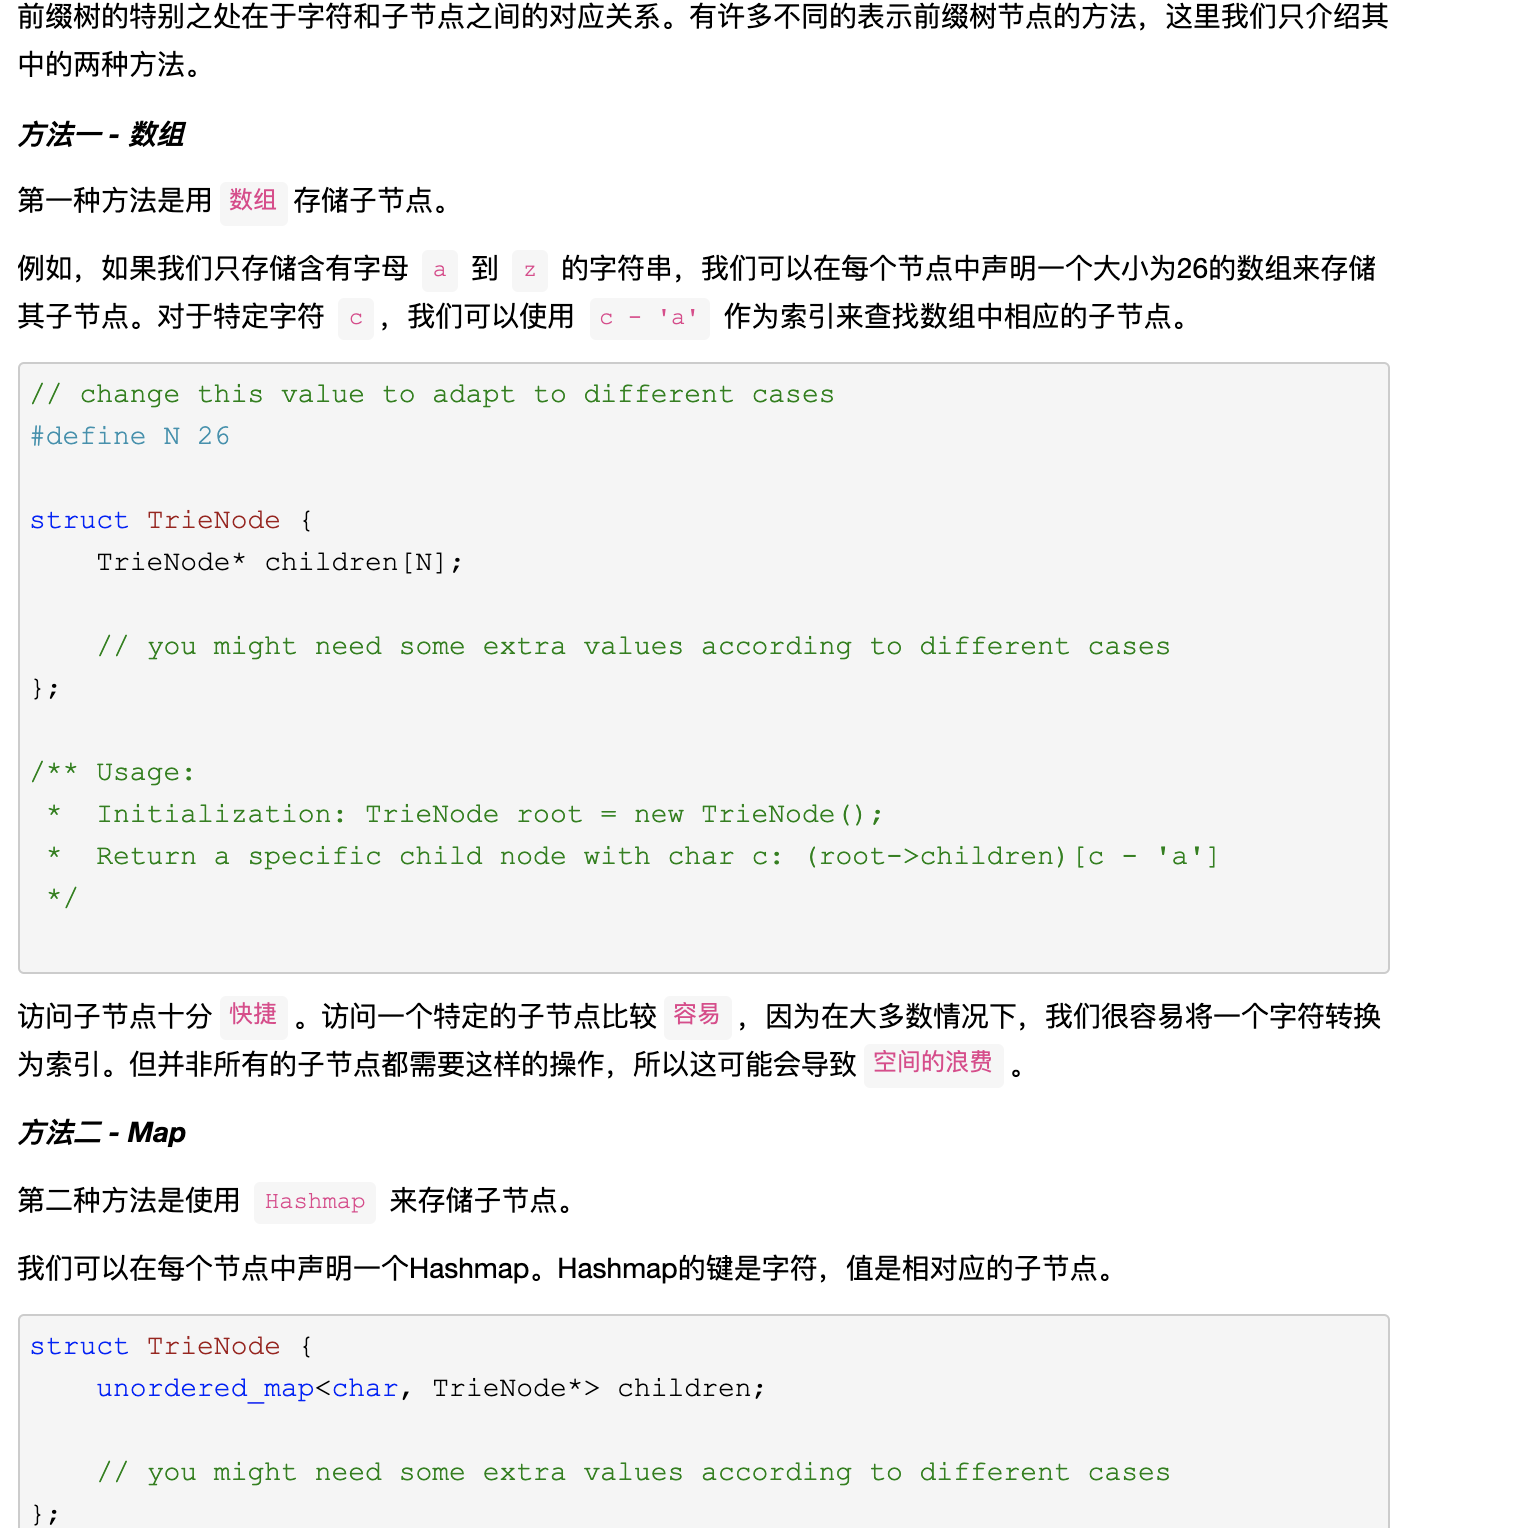 前缀树的特别之处在于字符和子节点之间的对应关系。有许多不同的表示前缀树节点的方法，这里我们只介绍其
中的两种方法。
方法一 - 数组
第一种方法是用 数组 存储子节点。
例如，如果我们只存储含有字母 a 到 z 的字符串，我们可以在每个节点中声明一个大小为26的数组来存储
其子节点。对于特定字符 c ，我们可以使用 c - 'a' 作为索引来查找数组中相应的子节点。
// change this value to adapt to different cases
#define N 26
struct TrieNode {
    TrieNode* children[N];
    // you might need some extra values according to different cases
};
/** Usage:
 *  Initialization: TrieNode root = new TrieNode();
 *  Return a specific child node with char c: (root->children)[c - 'a']
 */
访问子节点十分 快捷 。访问一个特定的子节点比较 容易 ，因为在大多数情况下，我们很容易将一个字符转换
为索引。但并非所有的子节点都需要这样的操作，所以这可能会导致 空间的浪费 。
方法二 - Map
第二种方法是使用 Hashmap 来存储子节点。
我们可以在每个节点中声明一个Hashmap。Hashmap的键是字符，值是相对应的子节点。
struct TrieNode {
    unordered_map<char, TrieNode*> children;
    // you might need some extra values according to different cases
};